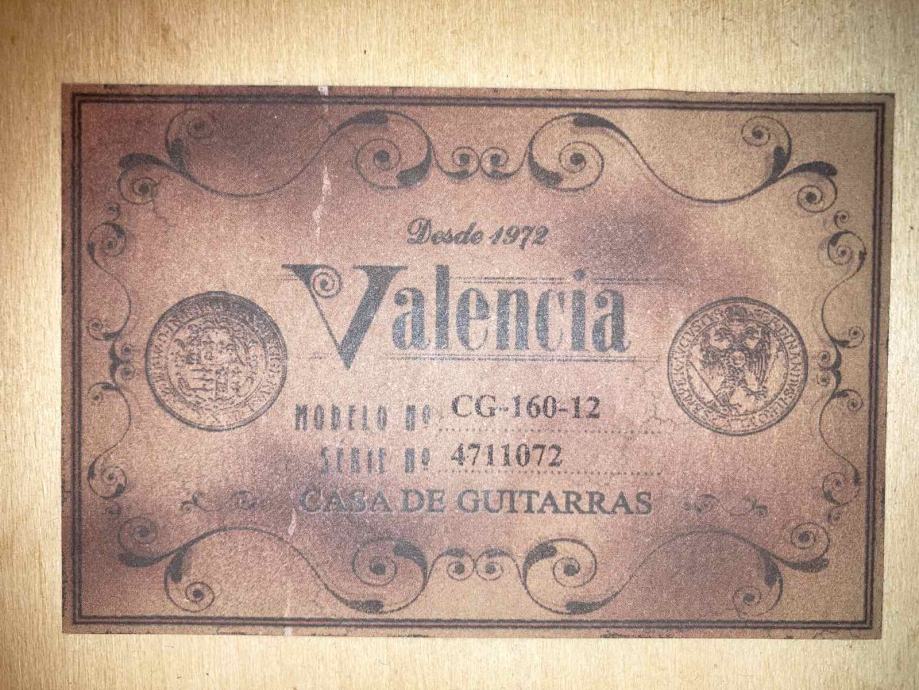 Desde 1972
Valencia
MODELO Nº CG-160-12
SERIE Nº 4711072
CASA DE GUITARRAS